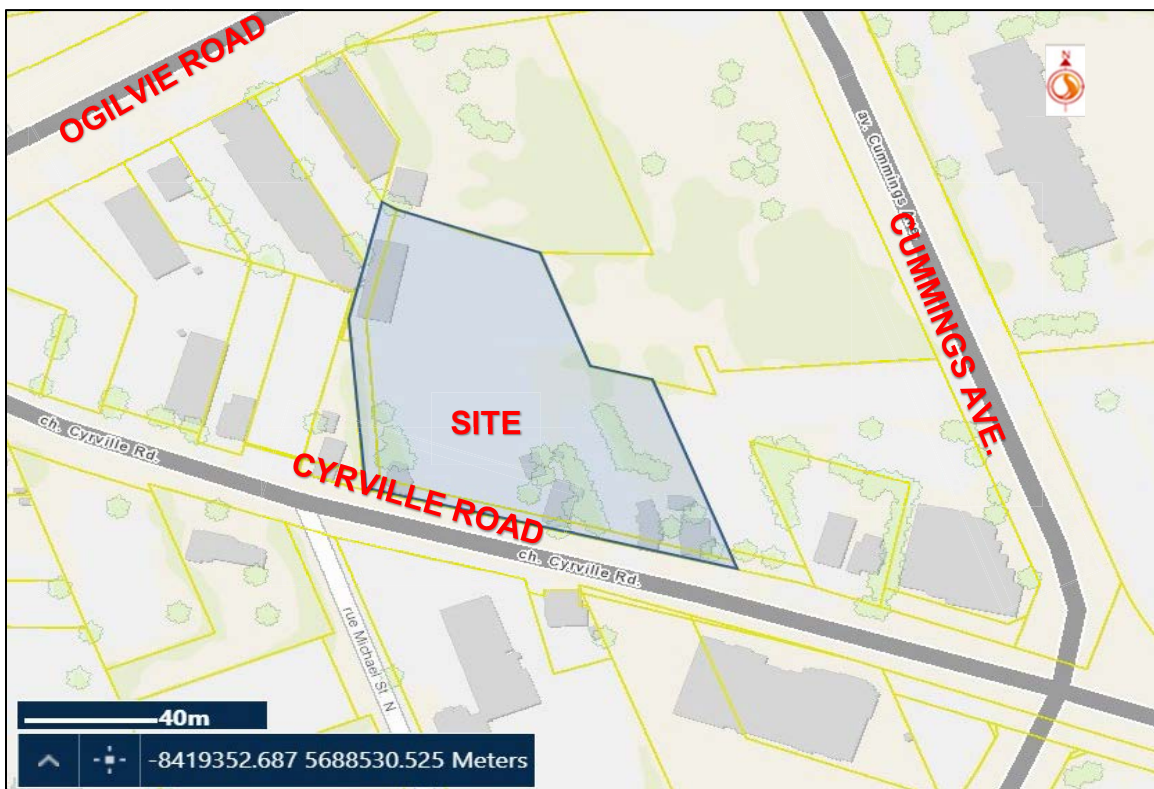 OGILVIE ROAD
N
av. Cummings Ave.
CUMMINGS AVE.
SITE
ch. Cyrville Rd.
CYRVILLE ROAD
ch. Cyrville Rd.
rue Michael St. N
40m
-8419352.687 5688530.525 Meters